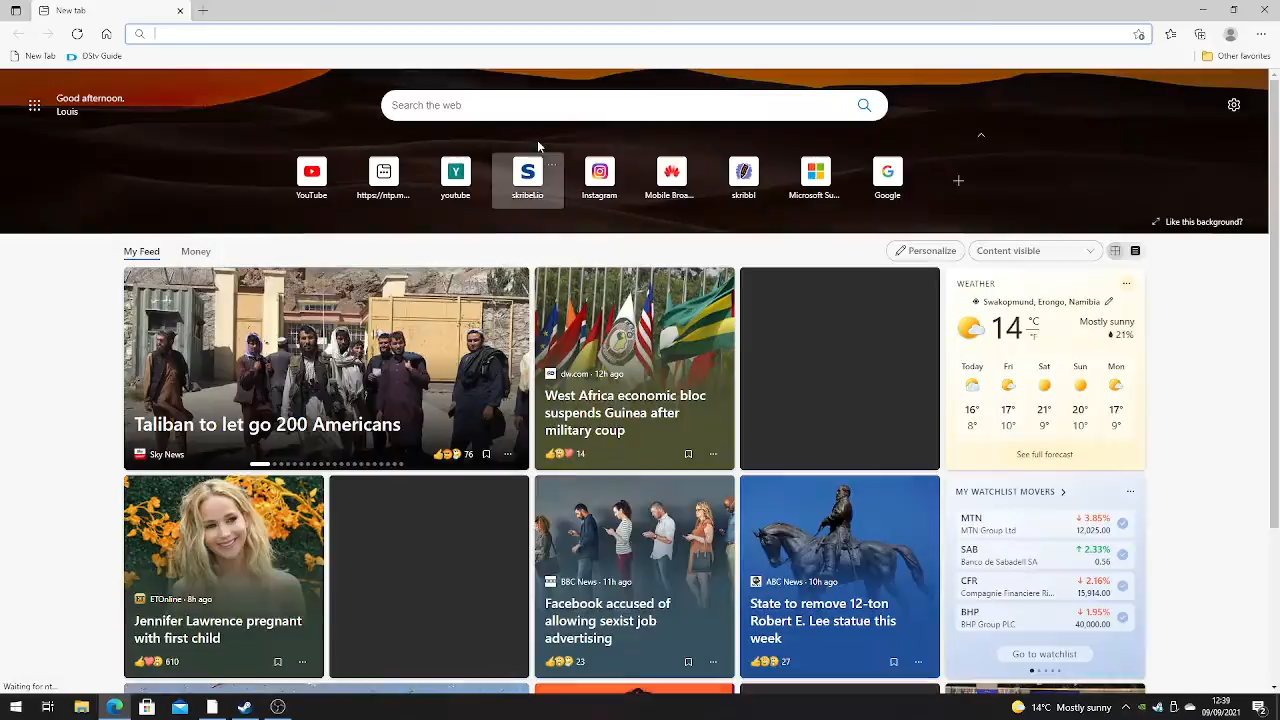 New tab
New Tab
DStv Guide
Other favorites
Good afternoon,
Louis
Search the web
YouTube
https://ntp.m...
youtube
skribel.io
Instagram
Mobile Broa...
skribbl
Microsoft Su...
Google
Like this background?
My Feed
Money
Personalize
Content visible
Taliban to let go 200 Americans
Sky News
76
dw.com · 12h ago
West Africa economic bloc
suspends Guinea after
military coup
14
WEATHER
Swakopmund, Erongo, Namibia
14 °C
°F
Mostly sunny
21%
Today Fri Sat Sun Mon
16° 17° 21° 20° 17°
8° 10° 9° 10° 9°
See full forecast
ETOnline · 8h ago
Jennifer Lawrence pregnant
with first child
610
BBC News · 11h ago
Facebook accused of
allowing sexist job
advertising
23
ABC News · 10h ago
State to remove 12-ton
Robert E. Lee statue this
week
27
MY WATCHLIST MOVERS
MTN ↓ 3.85%
MTN Group Ltd 12,025.00
SAB ↑ 2.33%
Banco de Sabadell SA 0.56
CFR ↓ 2.16%
Compagnie Financiere Ri... 15,914.00
BHP ↓ 1.95%
BHP Group PLC 40,000.00
Go to watchlist
Waiting for nt...
14°C Mostly sunny
12:39
09/09/2021
2